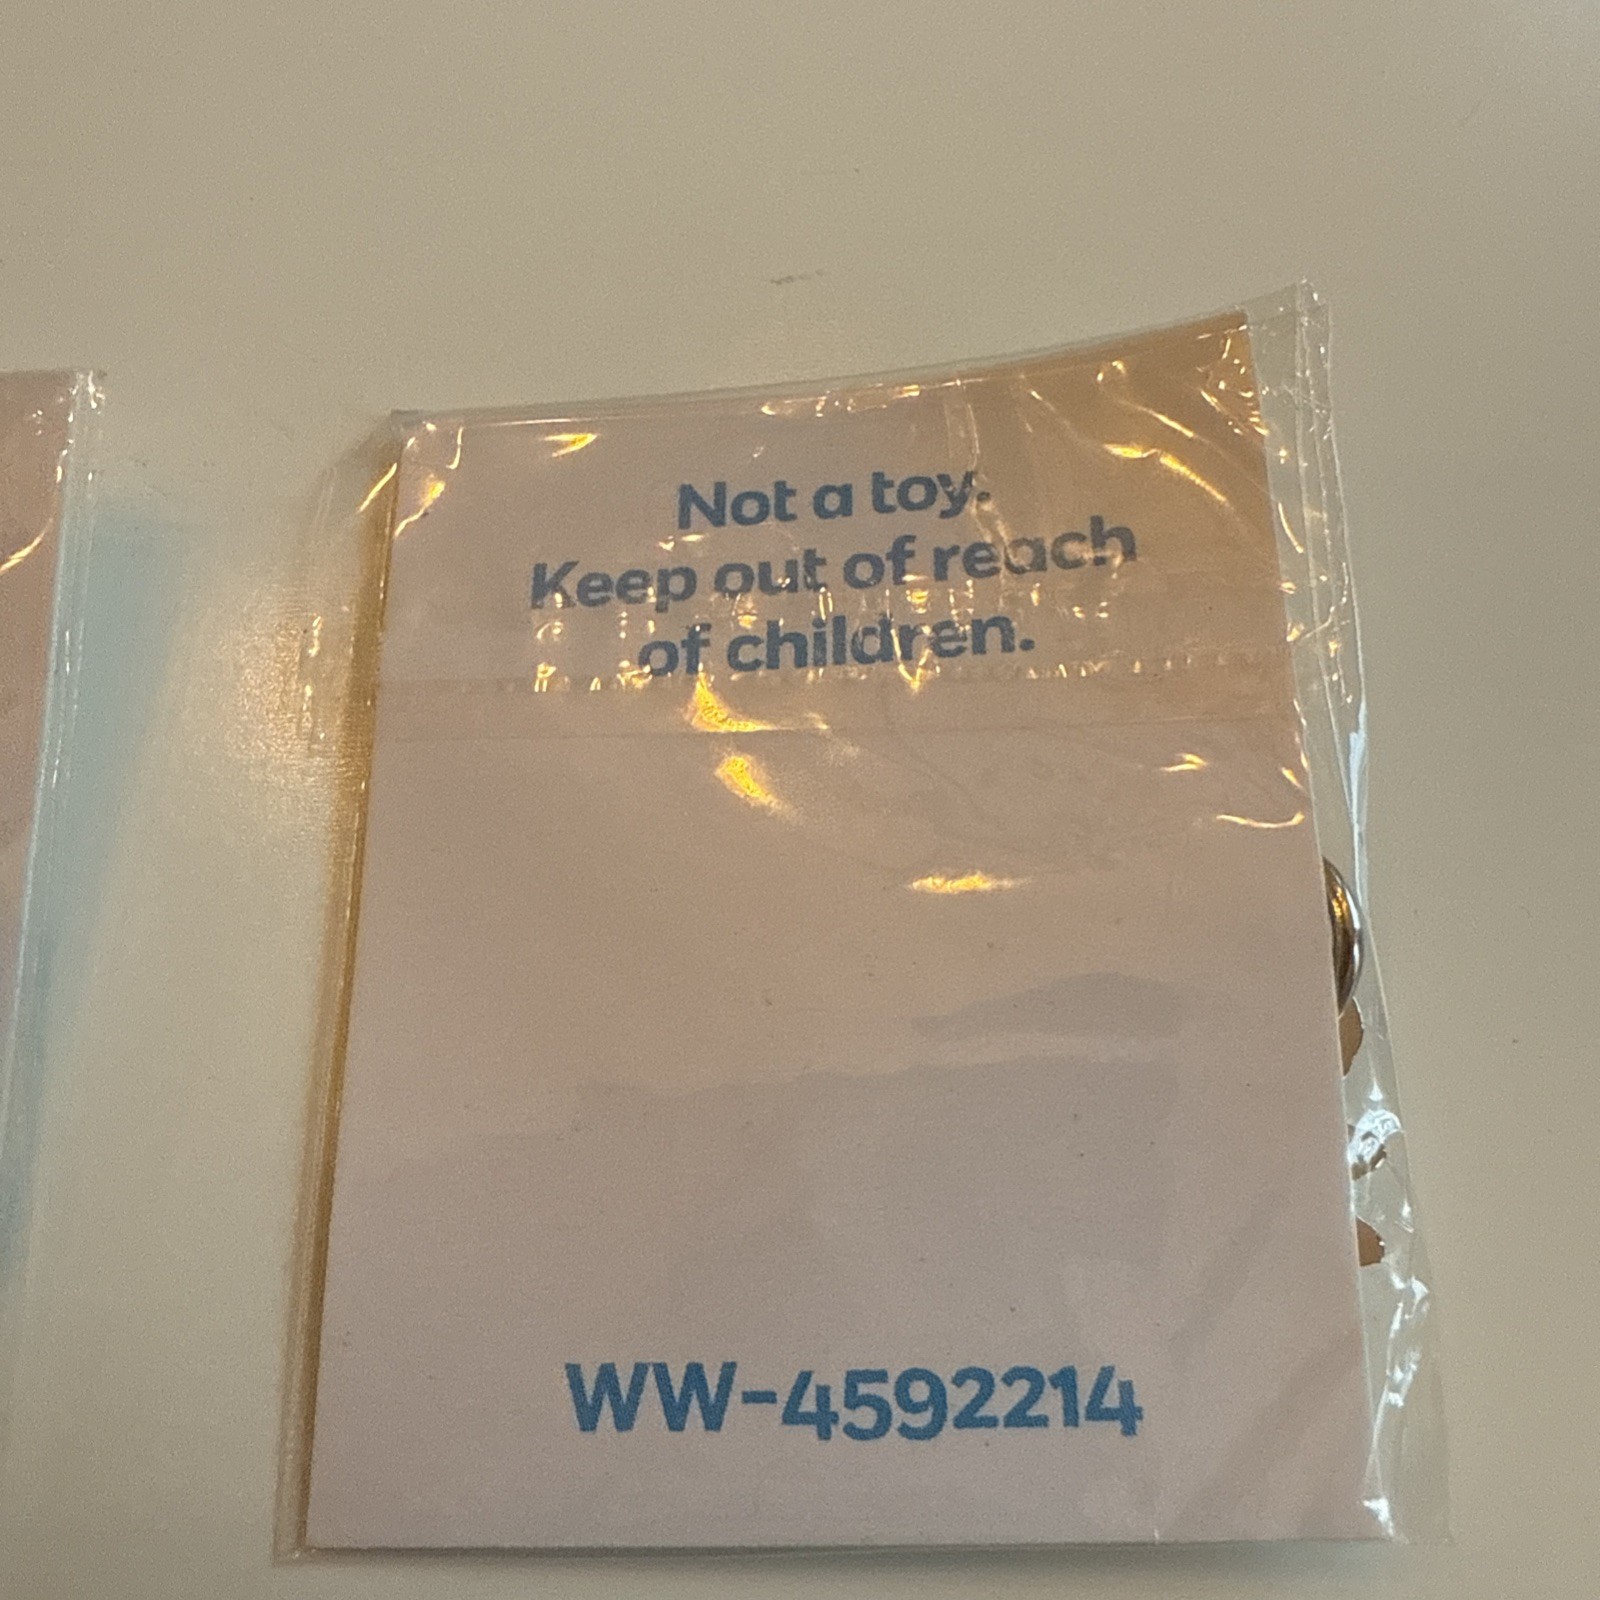 Not a toy.
Keep out of reach
of children.
WW-4592214